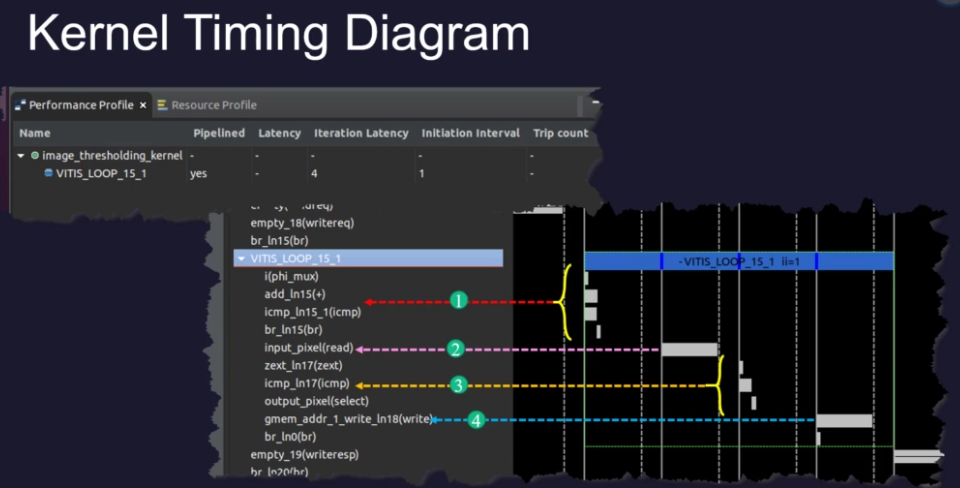 Kernel Timing Diagram
Performance Profile × Resource Profile
Name Pipelined Latency Iteration Latency Initiation Interval Trip count
image_thresholding_kernel - - - - -
VITIS_LOOP_15_1 yes - 4 1 -
empty_18(writereq)
br_ln15(br)
VITIS_LOOP_15_1 -VITIS_LOOP_15_1 ii=1
i(phi_mux)
add_ln15(+)
1
icmp_ln15_1(icmp)
br_ln15(br)
input_pixel(read) 2
zext_ln17(zext)
icmp_ln17(icmp) 3
output_pixel(select)
gmem_addr_1_write_ln18(write) 4
br_ln0(br)
empty_19(writeresp)
br_ln20(br)